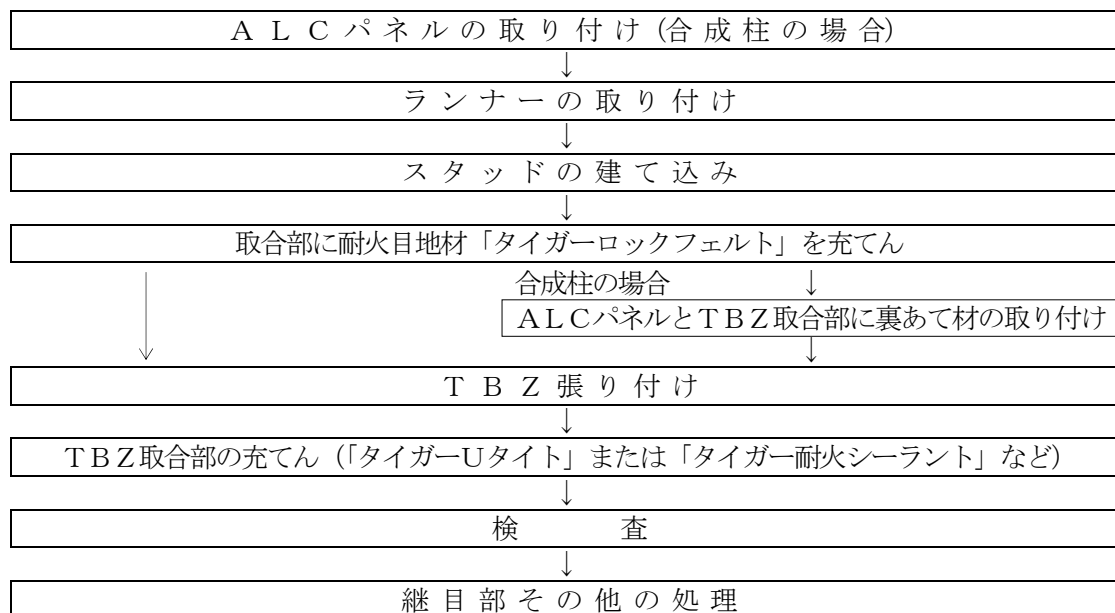 ALCパネルの取り付け(合成柱の場合)
↓
ランナーの取り付け
↓
スタッドの建て込み
↓
取合部に耐火目地材「タイガーロックフェルト」を充てん
合成柱の場合 ↓
ALCパネルとTBZ取合部に裏あて材の取り付け
↓
TBZ張り付け
↓
TBZ取合部の充てん(「タイガーUタイト」または「タイガー耐火シーラント」など)
↓
検査
↓
継目部その他の処理